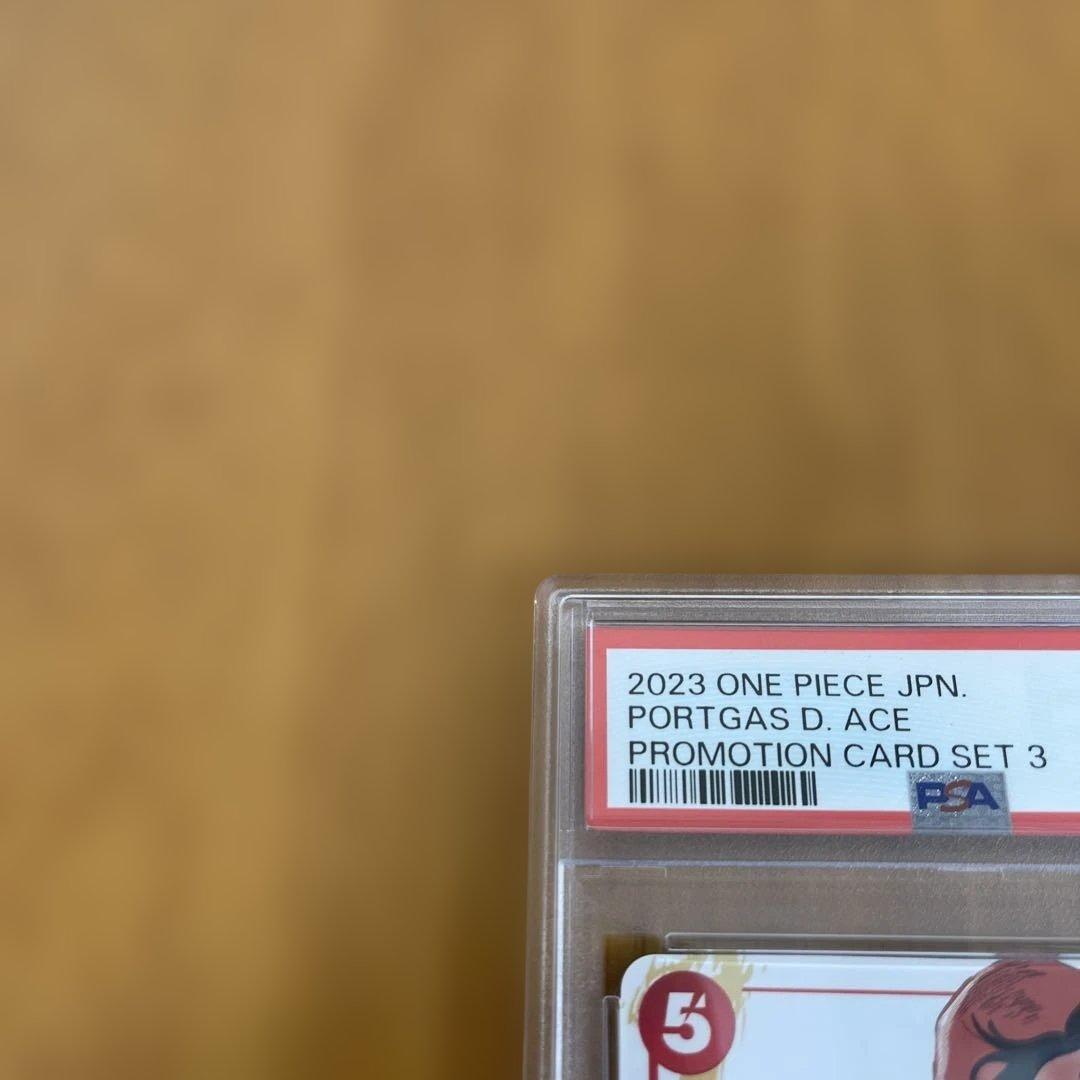 2023 ONE PIECE JPN.
PORTGAS D. ACE
PROMOTION CARD SET 3
PSA
5